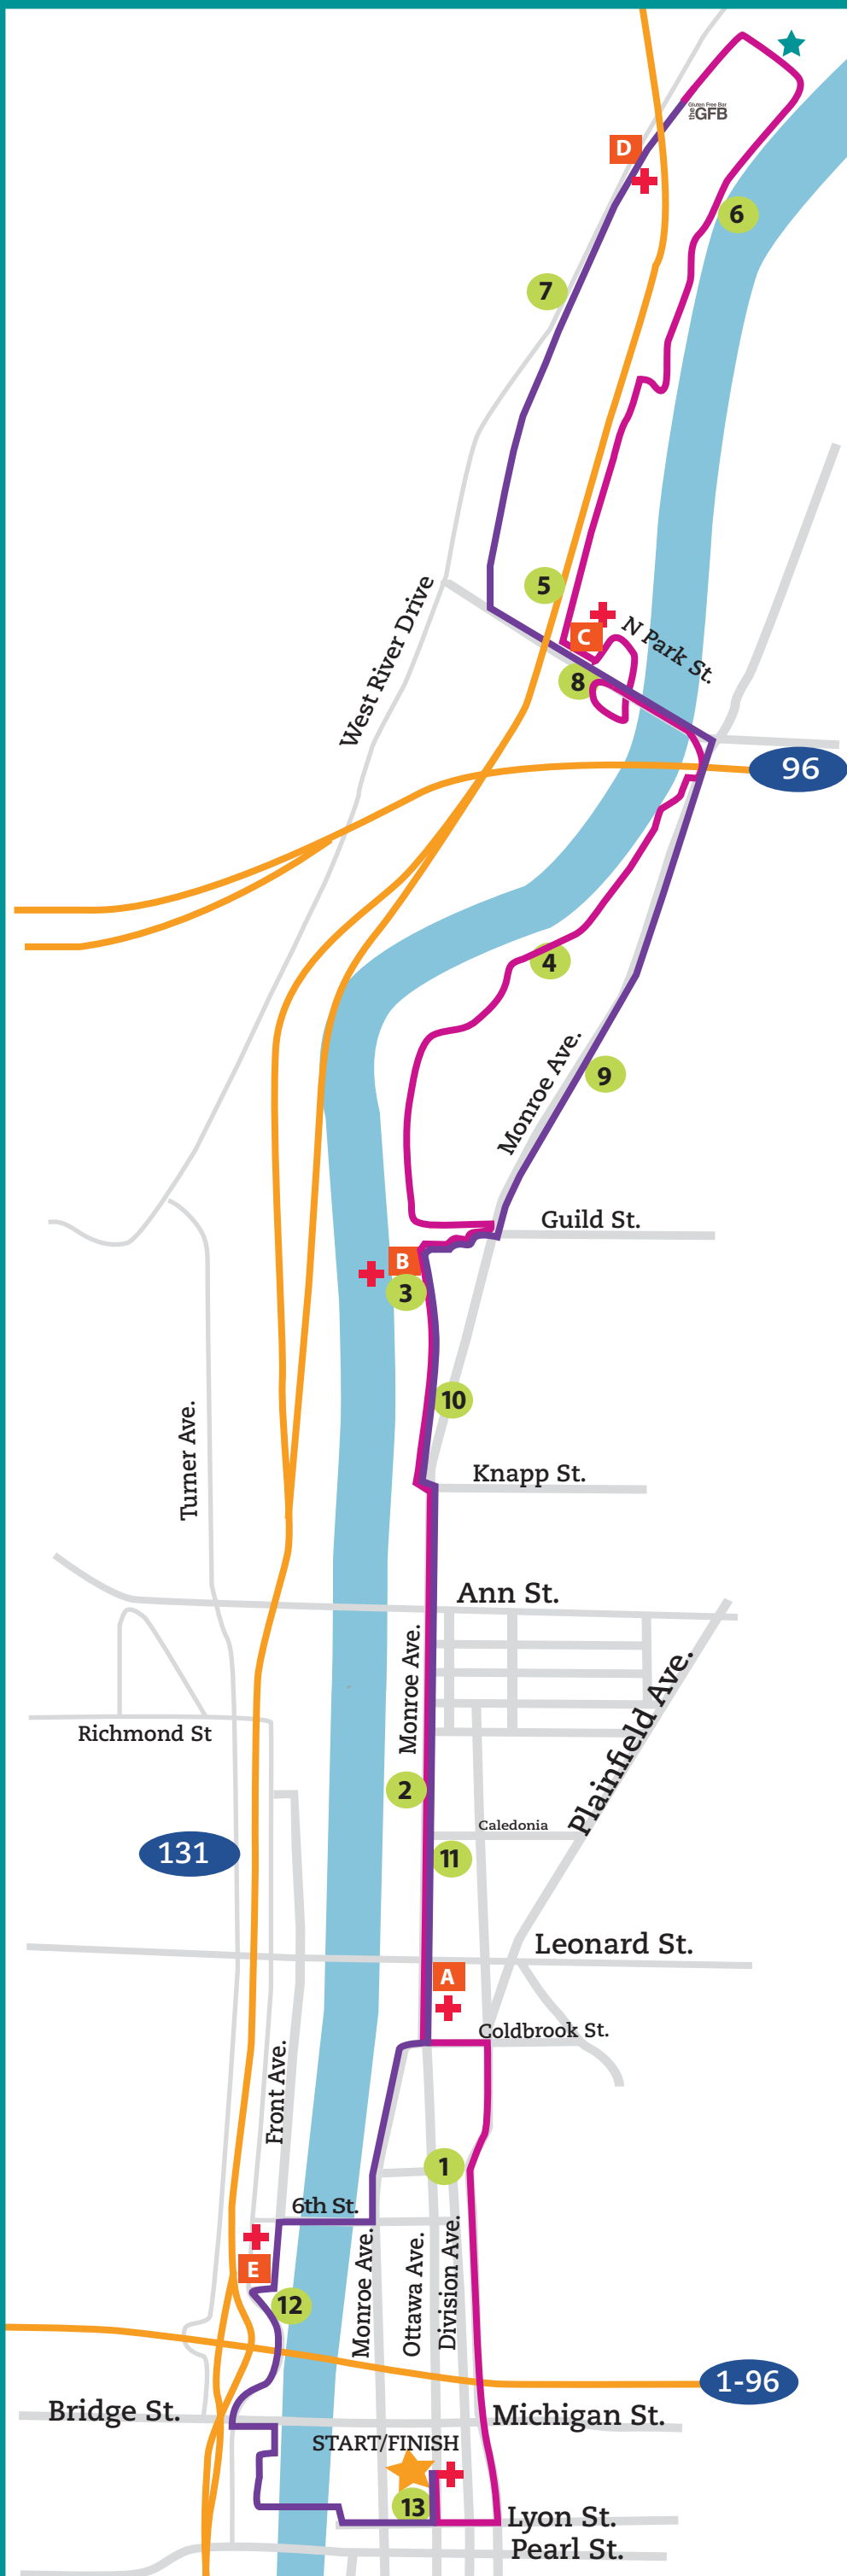 Gluten Free Bar
the GFB
D
6
7
5
C
N Park St.
8
West River Drive
96
4
Monroe Ave.
9
Guild St.
B
3
10
Turner Ave.
Knapp St.
Ann St.
Monroe Ave.
Plainfield Ave.
Richmond St
2
Caledonia
131
11
Leonard St.
A
Coldbrook St.
Front Ave.
1
6th St.
E
Monroe Ave.
Ottawa Ave.
Division Ave.
12
1-96
Bridge St.
Michigan St.
START/FINISH
13
Lyon St.
Pearl St.